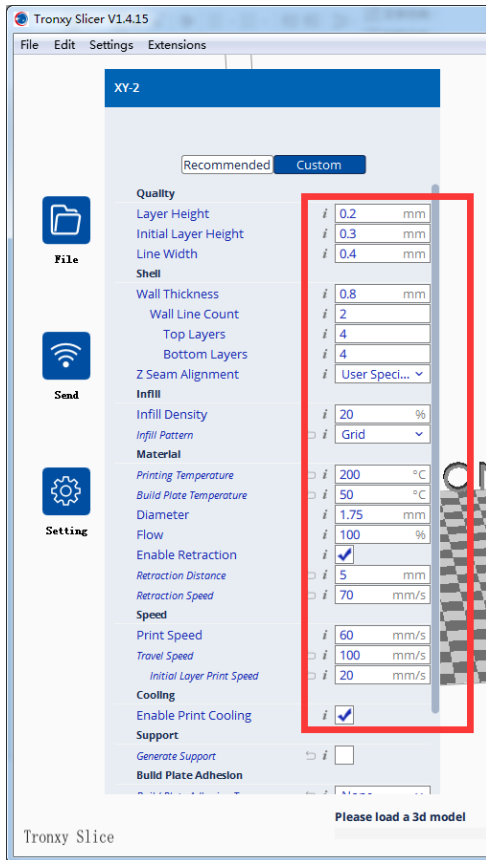 Tronxy Slicer V1.4.15
File Edit Settings Extensions
XY-2
Recommended Custom
Quality
Layer Height i 0.2 mm
Initial Layer Height i 0.3 mm
Line Width i 0.4 mm
Shell
Wall Thickness i 0.8 mm
Wall Line Count i 2
Top Layers i 4
Bottom Layers i 4
Z Seam Alignment i User Speci...
Infill
Infill Density i 20 %
Infill Pattern i Grid
Material
Printing Temperature i 200 °C
Build Plate Temperature i 50 °C
Diameter i 1.75 mm
Flow i 100 %
Enable Retraction i
Retraction Distance i 5 mm
Retraction Speed i 70 mm/s
Speed
Print Speed i 60 mm/s
Travel Speed i 100 mm/s
Initial Layer Print Speed i 20 mm/s
Cooling
Enable Print Cooling i
Support
Generate Support i
Build Plate Adhesion
File
Send
Setting
Please load a 3d model
Tronxy Slice